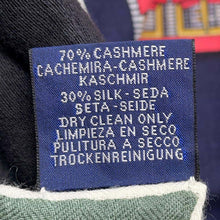 70% CASHMERE
CACHEMIRA-CASHMERE
KASCHMIR
30% SILK-SEDA
SETA-SEIDE
DRY CLEAN ONLY
LIMPIEZA EN SECO
PULITURA A SECCO
TROCKENREINIGUNG